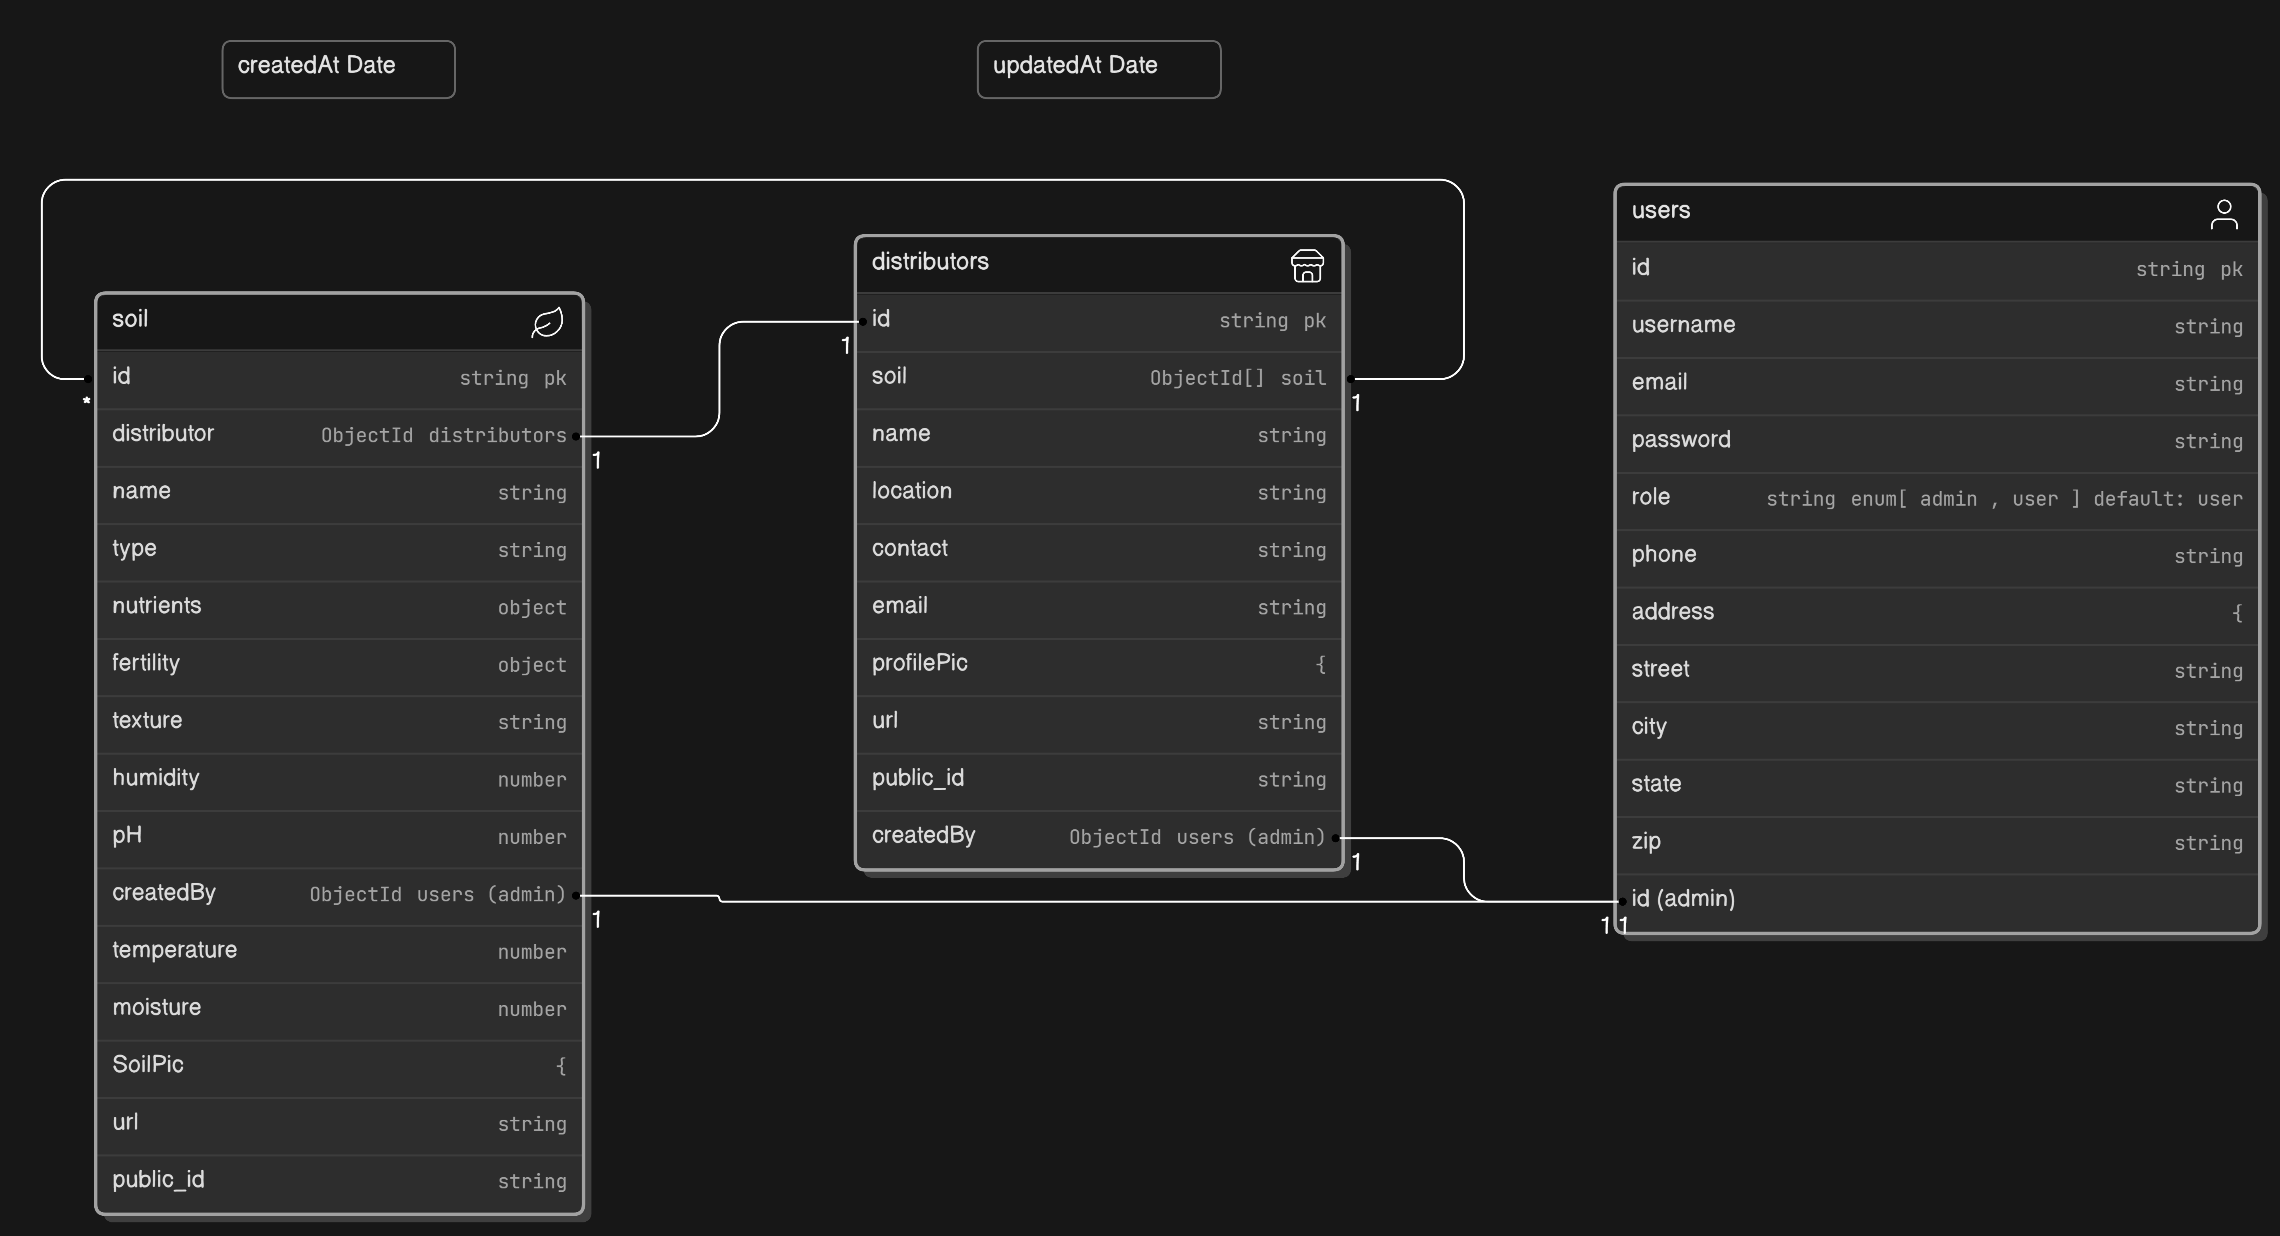 createdAt Date
updatedAt Date
soil
id string pk
*
distributor ObjectId distributors
1
name string
type string
nutrients object
fertility object
texture string
humidity number
pH number
createdBy ObjectId users (admin)
1
temperature number
moisture number
SoilPic {
url string
public_id string
distributors
id string pk
1
soil ObjectId[] soil
1
name string
location string
contact string
email string
profilePic {
url string
public_id string
createdBy ObjectId users (admin)
1
users
id string pk
username string
email string
password string
role string enum[ admin , user ] default: user
phone string
address {
street string
city string
state string
zip string
id (admin)
1 1